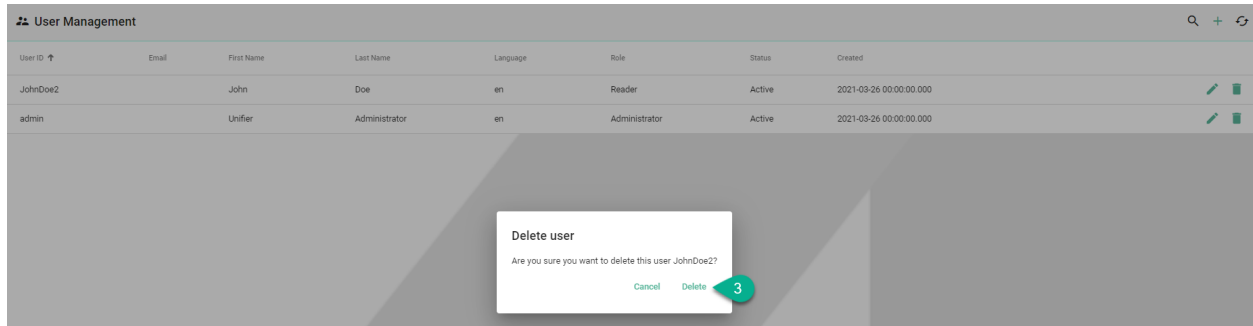 User Management
User ID Email First Name Last Name Language Role Status Created
JohnDoe2 John Doe en Reader Active 2021-03-26 00:00:00.000
admin Unifier Administrator en Administrator Active 2021-03-26 00:00:00.000
Delete user
Are you sure you want to delete this user JohnDoe2?
Cancel Delete 3